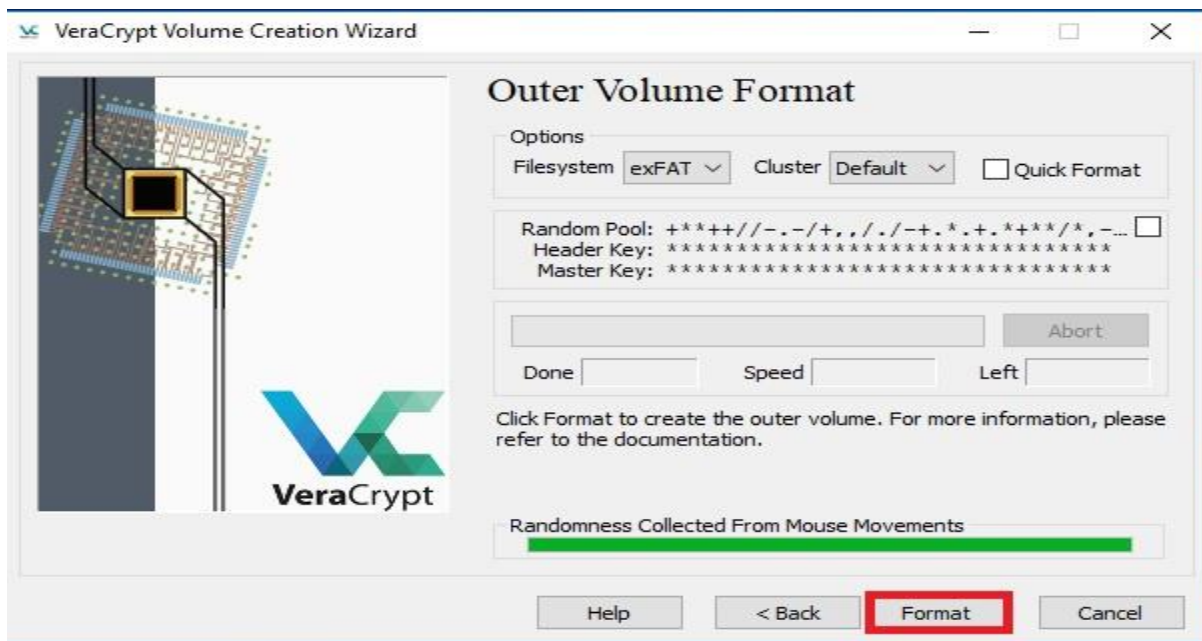 VeraCrypt Volume Creation Wizard
Outer Volume Format
Options
Filesystem exFAT Cluster Default Quick Format
Random Pool: +**++//-.-/+,,/./-+.*.+.*+**/*,-...
Header Key: ********************************
Master Key: ********************************
Abort
Done Speed Left
Click Format to create the outer volume. For more information, please
refer to the documentation.
VeraCrypt
Randomness Collected From Mouse Movements
Help < Back Format Cancel